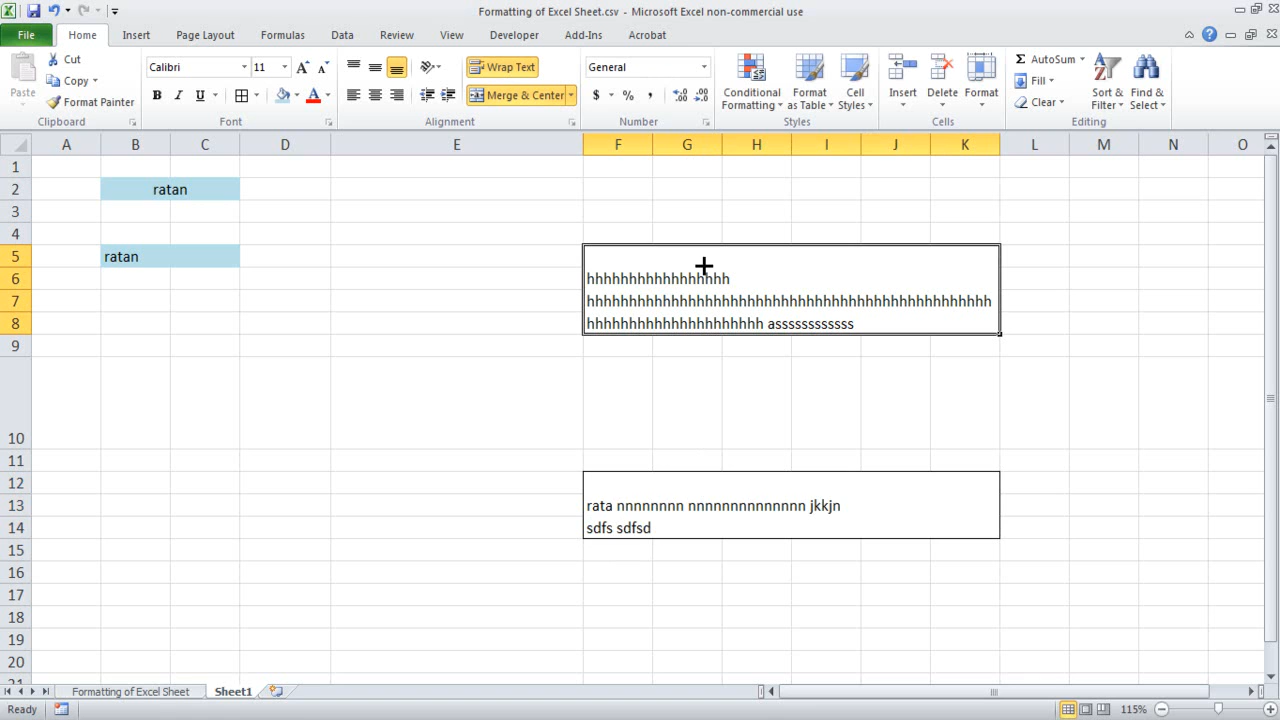 Formatting of Excel Sheet.csv - Microsoft Excel non-commercial use
File Home Insert Page Layout Formulas Data Review View Developer Add-Ins Acrobat
Paste
Cut
Copy
Format Painter
Clipboard
Calibri 11
B I U
Font
Wrap Text
Merge & Center
Alignment
General
$ % ,
Number
Conditional Formatting
Format as Table
Cell Styles
Styles
Insert Delete Format
Cells
AutoSum
Fill
Clear
Sort & Filter
Find & Select
Editing
A B C D E F G H I J K L M N O
1
2 ratan
3
4
5 ratan
6 hhhhhhhhhhhhhhhhh
7 hhhhhhhhhhhhhhhhhhhhhhhhhhhhhhhhhhhhhhhhhhhhhhhh
8 hhhhhhhhhhhhhhhhhhhhh assssssssssss
9
10
11
12
13 rata nnnnnnnn nnnnnnnnnnnnnn jkkjn
14 sdfs sdfsd
15
16
17
18
19
20
21
Formatting of Excel Sheet Sheet1
Ready 115%